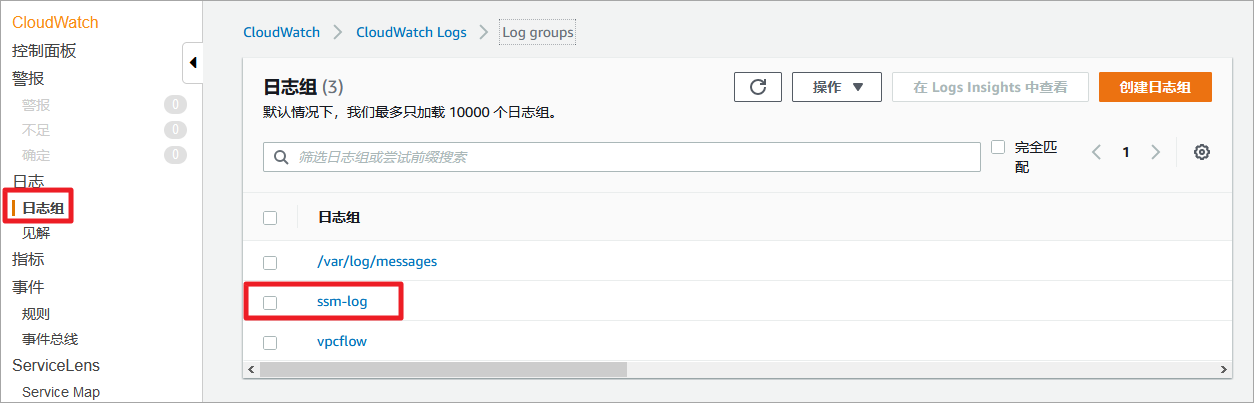 CloudWatch
控制面板
警报
警报 0
不足 0
确定 0
日志
日志组
见解
指标
事件
规则
事件总线
ServiceLens
Service Map
CloudWatch > CloudWatch Logs > Log groups
日志组 (3)
默认情况下，我们最多只加载 10000 个日志组。
操作
在 Logs Insights 中查看
创建日志组
筛选日志组或尝试前缀搜索
完全匹
配
1
日志组
/var/log/messages
ssm-log
vpcflow